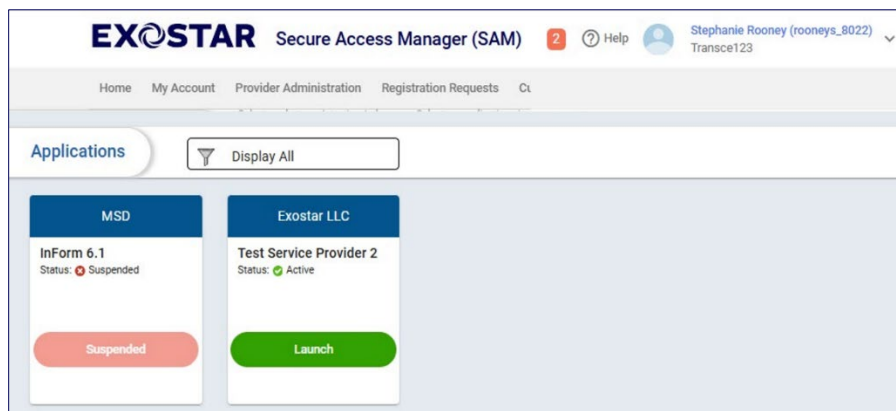 EXOSTAR Secure Access Manager (SAM) 2 Help Stephanie Rooney (rooneys_8022)
Transce123
Home My Account Provider Administration Registration Requests
Applications Display All
MSD Exostar LLC
InForm 6.1 Test Service Provider 2
Status: Suspended Status: Active
Suspended Launch